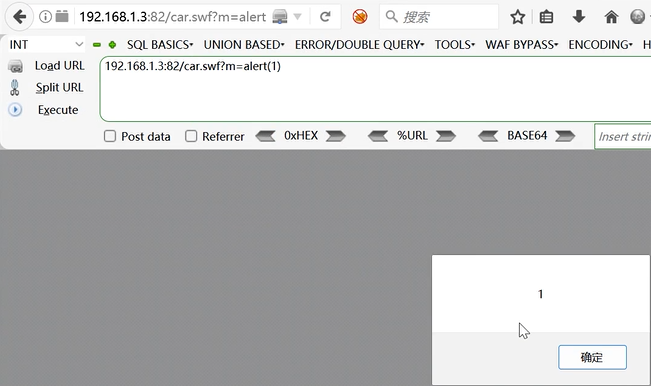 192.168.1.3:82/car.swf?m=alert
搜索
INT
SQL BASICS
UNION BASED
ERROR/DOUBLE QUERY
TOOLS
WAF BYPASS
ENCODING
H
Load URL
192.168.1.3:82/car.swf?m=alert(1)
Split URL
Execute
Post data
Referrer
0xHEX
%URL
BASE64
Insert strin
1
确定